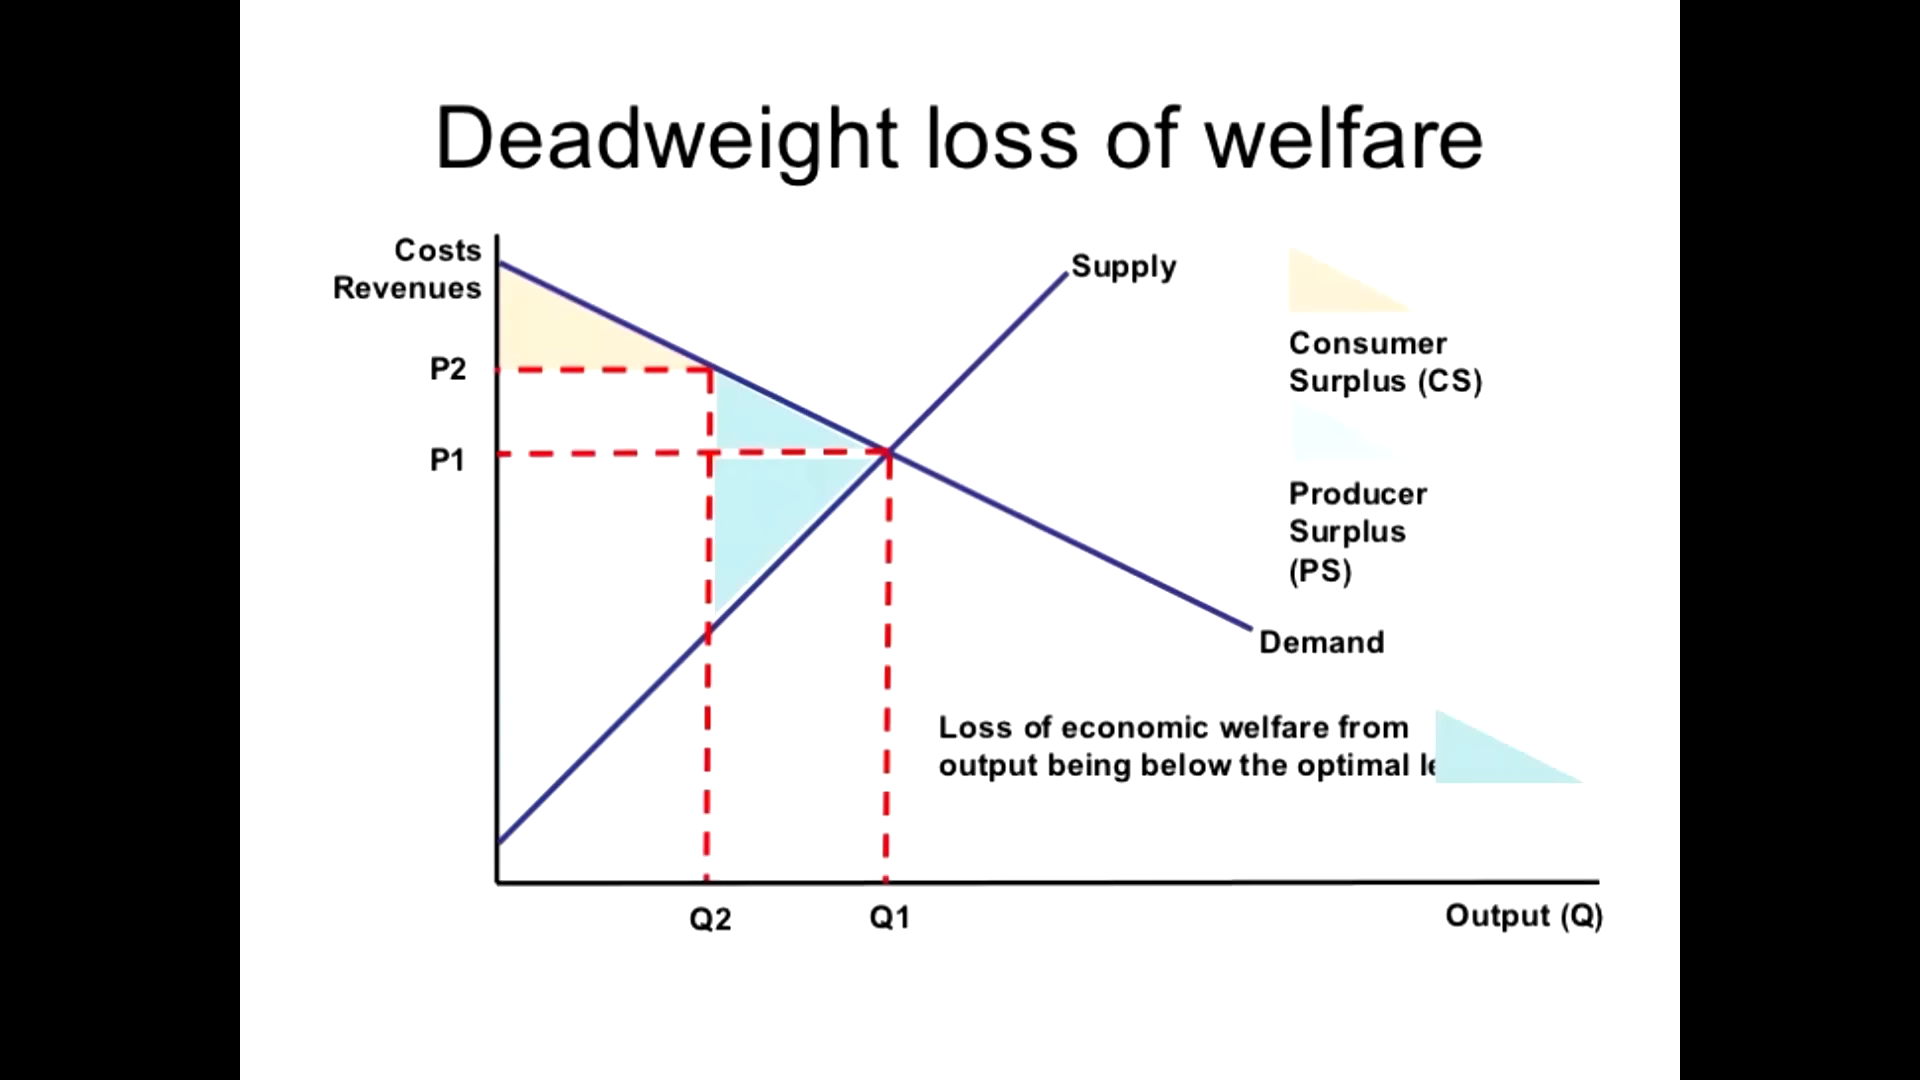 Deadweight loss of welfare
Costs
Revenues
Supply
Consumer
Surplus (CS)
P2
P1
Producer
Surplus
(PS)
Demand
Loss of economic welfare from
output being below the optimal
Q2
Q1
Output (Q)